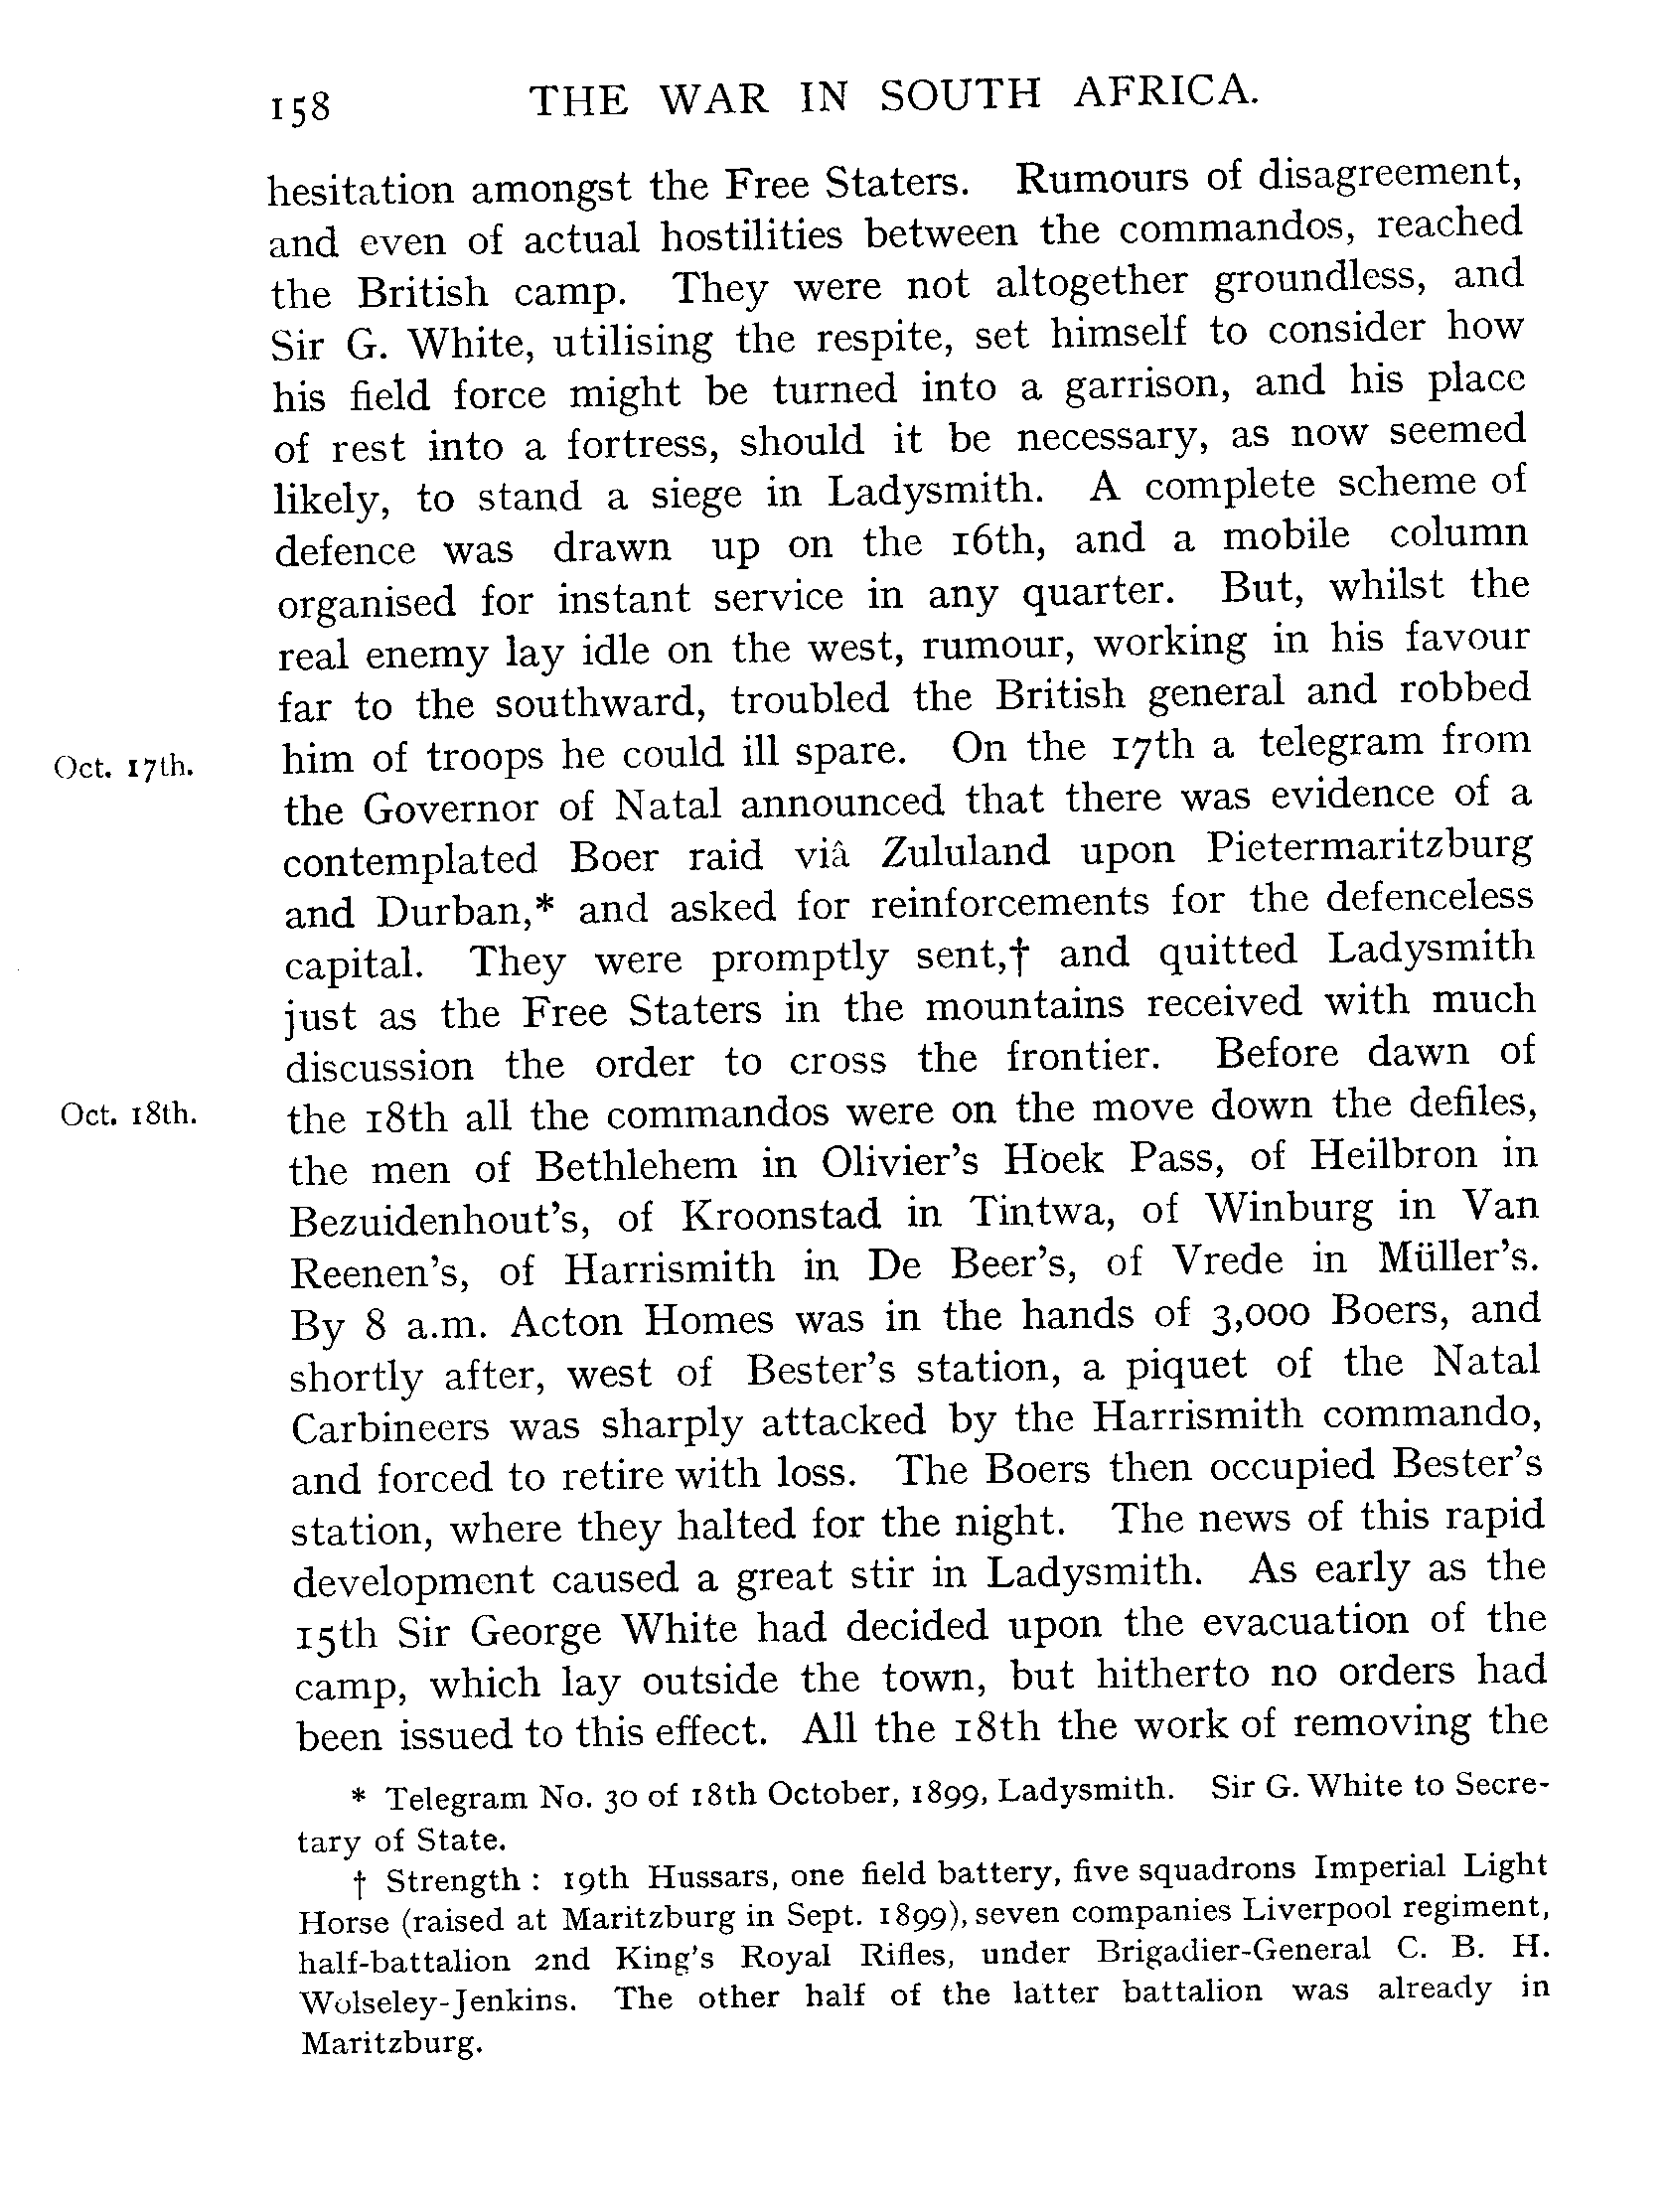 158 THE WAR IN SOUTH AFRICA.
hesitation amongst the Free Staters. Rumours of disagreement,
and even of actual hostilities between the commandos, reached
the British camp. They were not altogether groundless, and
Sir G. White, utilising the respite, set himself to consider how
his field force might be turned into a garrison, and his place
of rest into a fortress, should it be necessary, as now seemed
likely, to stand a siege in Ladysmith. A complete scheme of
defence was drawn up on the 16th, and a mobile column
organised for instant service in any quarter. But, whilst the
real enemy lay idle on the west, rumour, working in his favour
far to the southward, troubled the British general and robbed
Oct. 17th. him of troops he could ill spare. On the 17th a telegram from
the Governor of Natal announced that there was evidence of a
contemplated Boer raid viâ Zululand upon Pietermaritzburg
and Durban,* and asked for reinforcements for the defenceless
capital. They were promptly sent,† and quitted Ladysmith
just as the Free Staters in the mountains received with much
discussion the order to cross the frontier. Before dawn of
Oct. 18th. the 18th all the commandos were on the move down the defiles,
the men of Bethlehem in Olivier's Hoek Pass, of Heilbron in
Bezuidenhout's, of Kroonstad in Tintwa, of Winburg in Van
Reenen's, of Harrismith in De Beer's, of Vrede in Müller's.
By 8 a.m. Acton Homes was in the hands of 3,000 Boers, and
shortly after, west of Bester's station, a piquet of the Natal
Carbineers was sharply attacked by the Harrismith commando,
and forced to retire with loss. The Boers then occupied Bester's
station, where they halted for the night. The news of this rapid
development caused a great stir in Ladysmith. As early as the
15th Sir George White had decided upon the evacuation of the
camp, which lay outside the town, but hitherto no orders had
been issued to this effect. All the 18th the work of removing the
* Telegram No. 30 of 18th October, 1899, Ladysmith. Sir G. White to Secre-
tary of State.
† Strength : 19th Hussars, one field battery, five squadrons Imperial Light
Horse (raised at Maritzburg in Sept. 1899), seven companies Liverpool regiment,
half-battalion 2nd King's Royal Rifles, under Brigadier-General C. B. H.
Wolseley-Jenkins. The other half of the latter battalion was already in
Maritzburg.